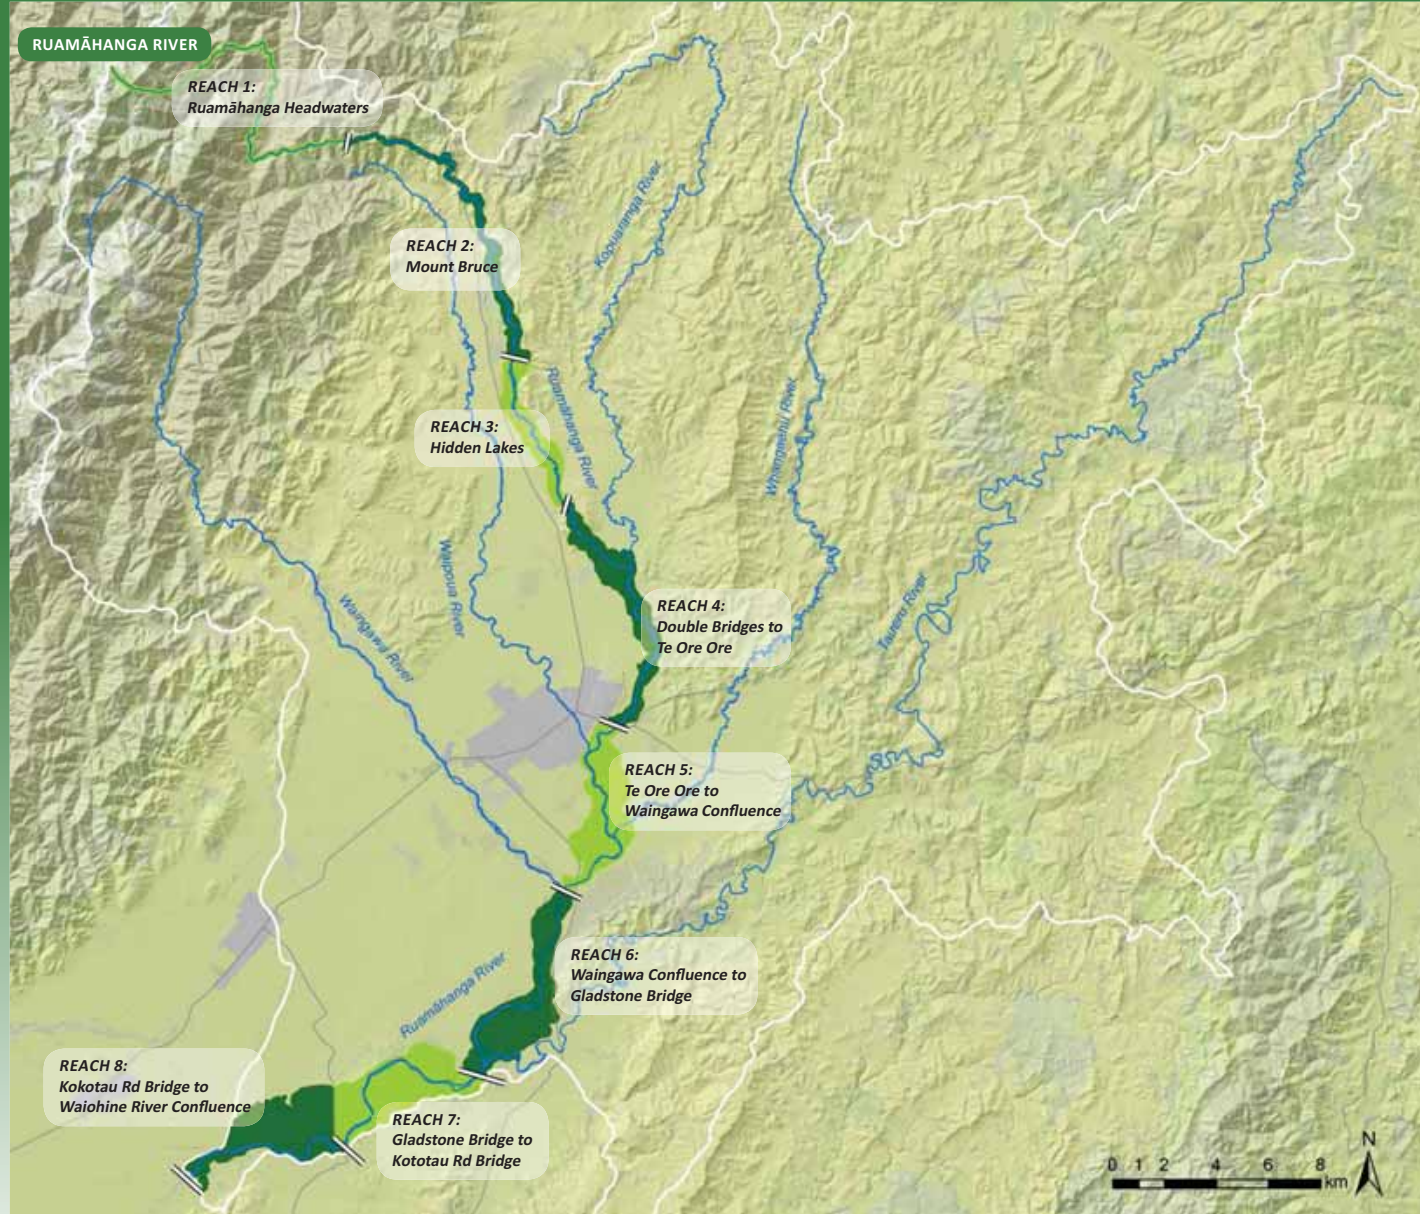 RUAMĀHANGA RIVER
REACH 1:
Ruamāhanga Headwaters
Kopuaranga River
REACH 2:
Mount Bruce
Ruamāhanga River
Whangaehu River
REACH 3:
Hidden Lakes
Waipoua River
Waingawa River
Taueru River
REACH 4:
Double Bridges to
Te Ore Ore
REACH 5:
Te Ore Ore to
Waingawa Confluence
REACH 6:
Waingawa Confluence to
Gladstone Bridge
Ruamāhanga River
REACH 8:
Kokotau Rd Bridge to
Waiohine River Confluence
REACH 7:
Gladstone Bridge to
Kototau Rd Bridge
N
0 1 2 4 6 8
km